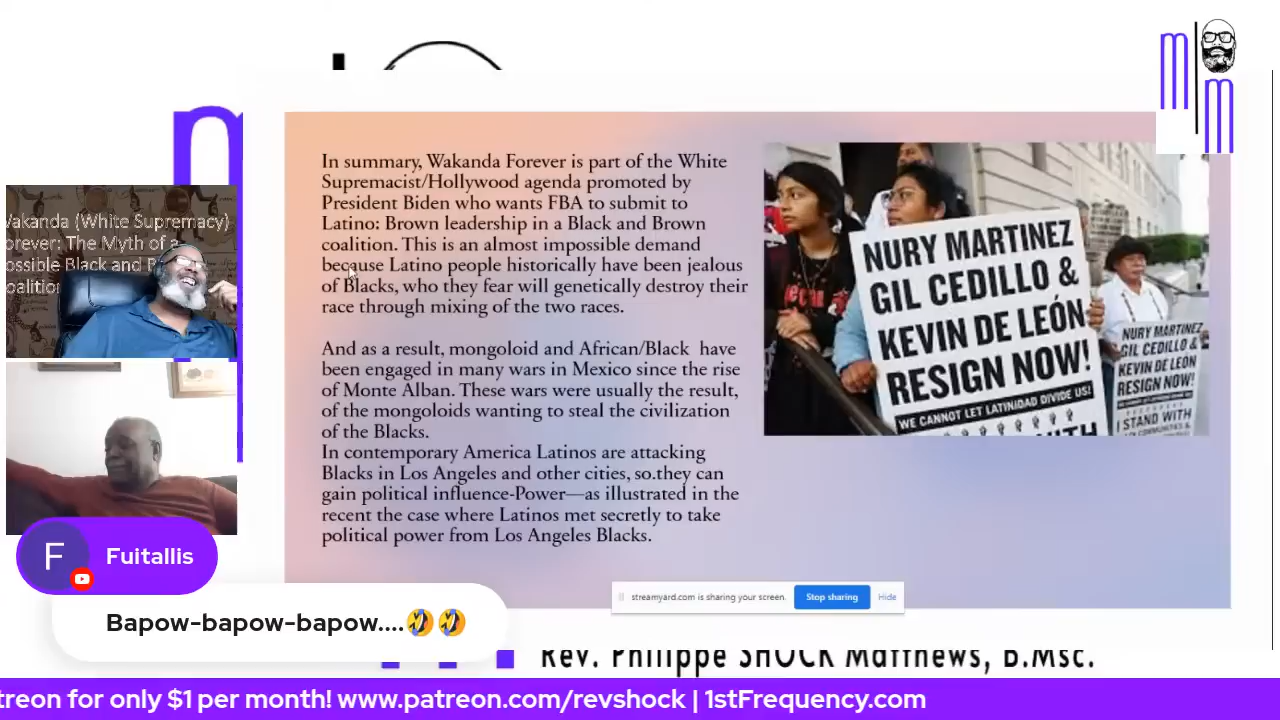 Wakanda (White Supremacy)
orever: The Myth of a
ossible Black and B
oalition
In summary, Wakanda Forever is part of the White
Supremacist/Hollywood agenda promoted by
President Biden who wants FBA to submit to
Latino: Brown leadership in a Black and Brown
coalition. This is an almost impossible demand
because Latino people historically have been jealous
of Blacks, who they fear will genetically destroy their
race through mixing of the two races.
And as a result, mongoloid and African/Black have
been engaged in many wars in Mexico since the rise
of Monte Alban. These wars were usually the result,
of the mongoloids wanting to steal the civilization
of the Blacks.
In contemporary America Latinos are attacking
Blacks in Los Angeles and other cities, so.they can
gain political influence-Power—as illustrated in the
recent the case where Latinos met secretly to take
political power from Los Angeles Blacks.
NURY MARTINEZ
GIL CEDILLO &
KEVIN DE LEÓN
RESIGN NOW!
WE CANNOT LET LATINIDAD DIVIDE US!
NURY MARTINEZ
GIL CEDILLO &
KEVIN DE LEÓN
RESIGN NOW!
I STAND WITH
m
m
streamyard.com is sharing your screen.
Stop sharing
Hide
F
Fuitallis
Bapow-bapow-bapow....🤣🤣
Rev. Philippe SHOCK Matthews, B.Msc.
treon for only $1 per month! www.patreon.com/revshock | 1stFrequency.com